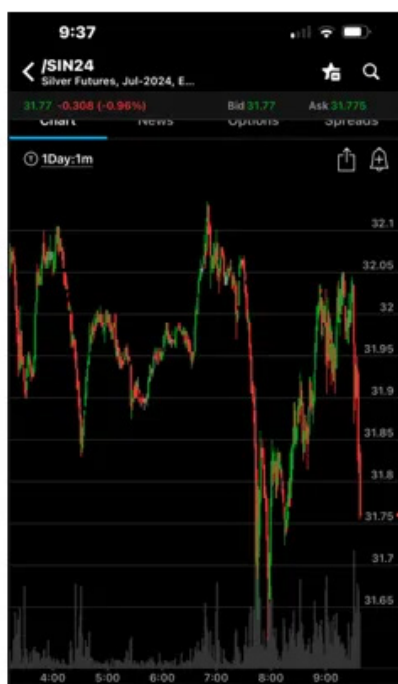 9:37
/SIN24
Silver Futures, Jul-2024, E...
31.77 -0.308 (-0.96%) Bid 31.77 Ask 31.775
Chart News Options Spreads
T 1Day:1m
32.1
32.05
32
31.95
31.9
31.85
31.8
31.75
31.7
31.65
4:00 5:00 6:00 7:00 8:00 9:00